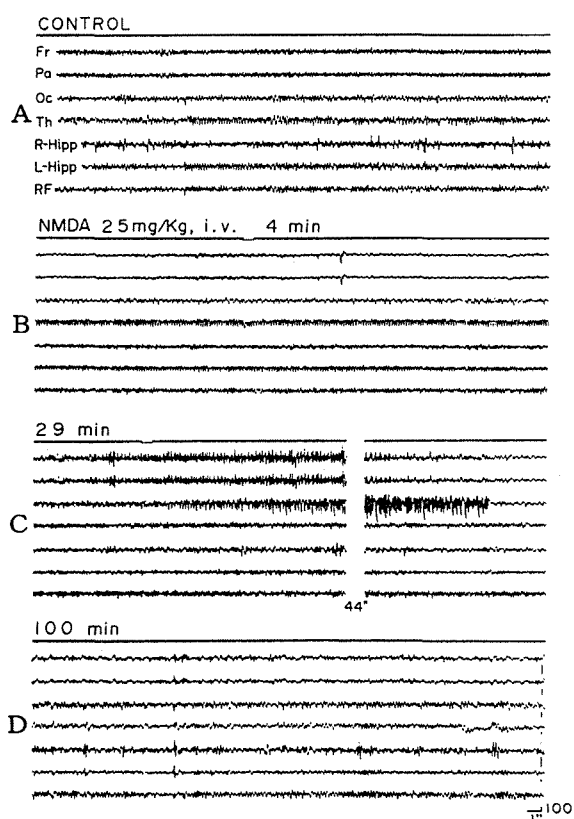 CONTROL
Fr
Pa
Oc
A
Th
R-Hipp
L-Hipp
RF
NMDA 25mg/Kg, i.v. 4 min
B
29 min
C
44"
100 min
D
1" 100